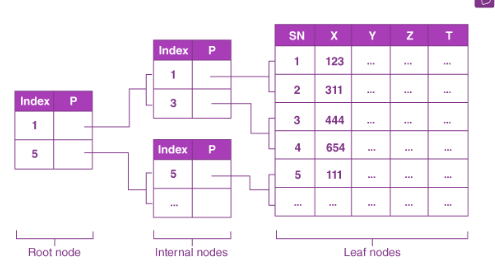 SN X Y Z T
1 123 ... ... ...
2 311 ... ... ...
3 444 ... ... ...
4 654 ... ... ...
5 111 ... ... ...
... ... ... ... ...
Index P
1
3
Index P
5
...
Index P
1
5
Root node
Internal nodes
Leaf nodes